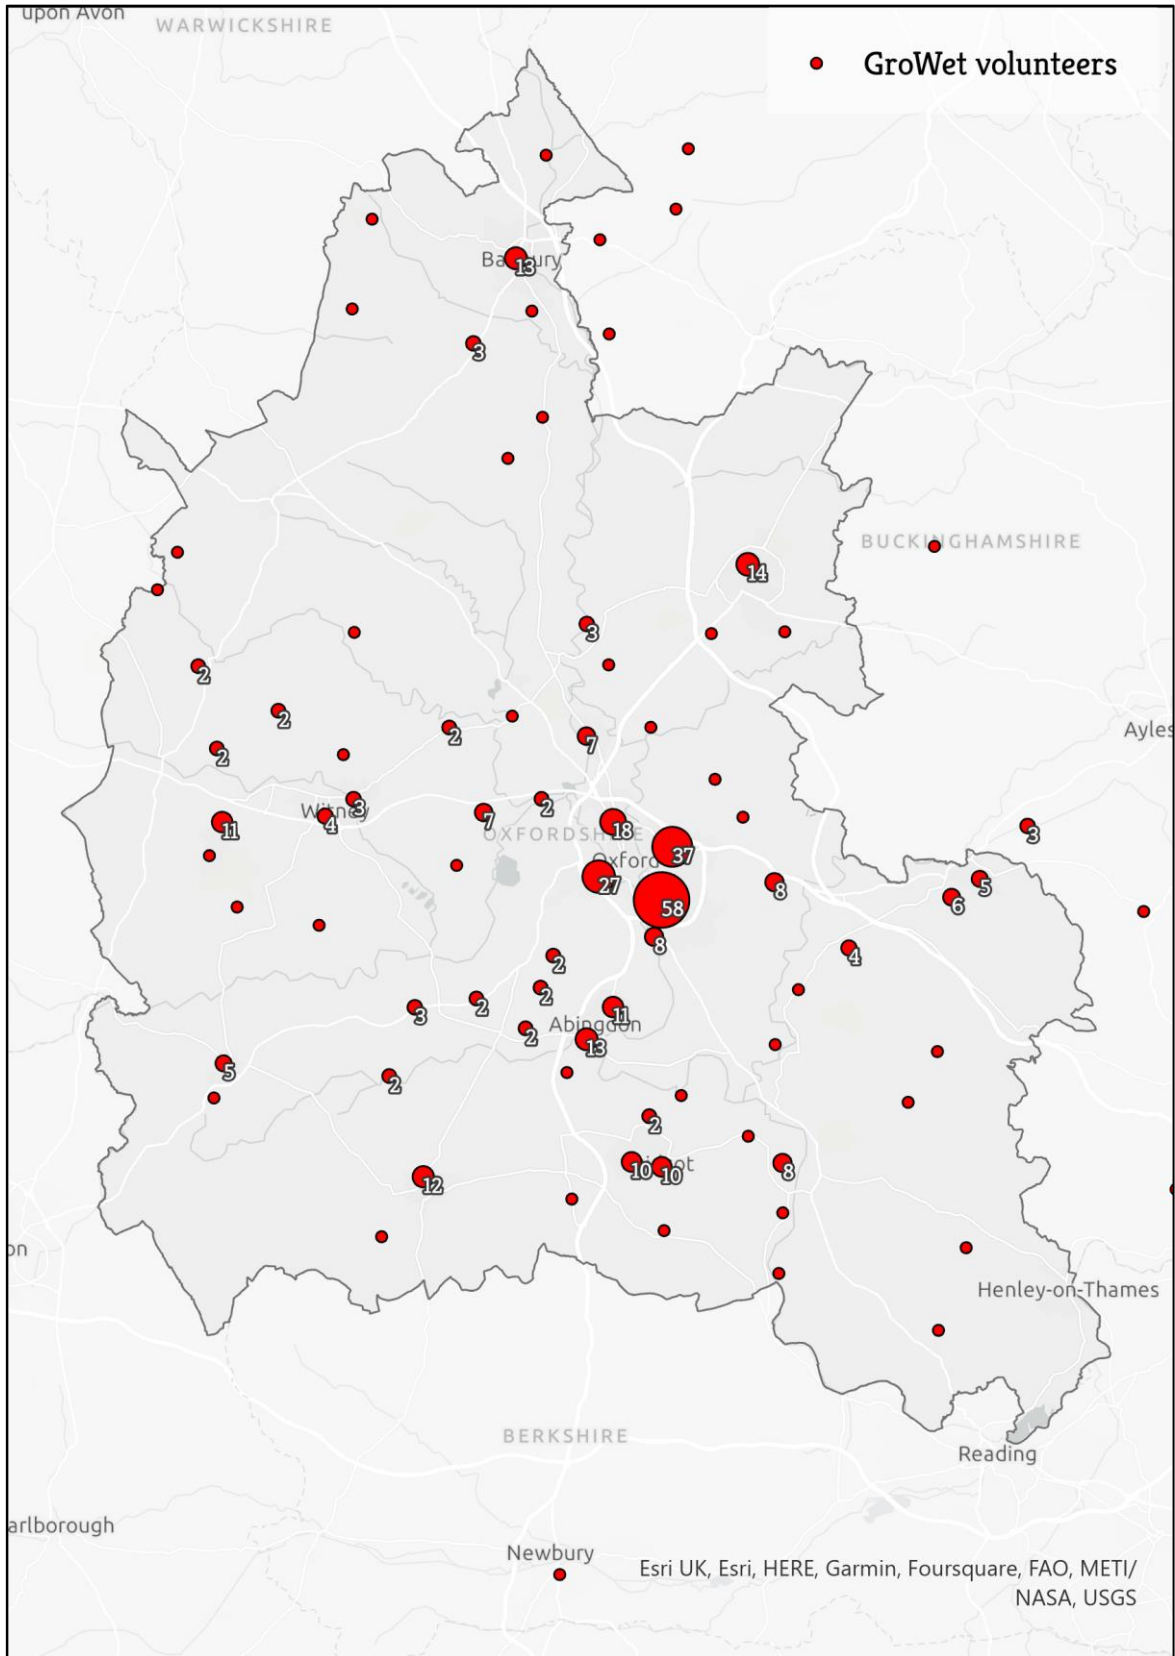 upon Avon
WARWICKSHIRE
GroWet volunteers
13
3
BUCKINGHAMSHIRE
14
3
2
2
2
7
2
Ayles
3
2
Witney
4
7
11
18
3
OXFORDSHIRE
37
Oxford
27
8
5
6
58
8
4
2
2
2
3
11
Abingdon
2
13
5
2
2
10
10
8
12
on
Henley-on-Thames
BERKSHIRE
Reading
arlborough
Newbury
Esri UK, Esri, HERE, Garmin, Foursquare, FAO, METI/
NASA, USGS